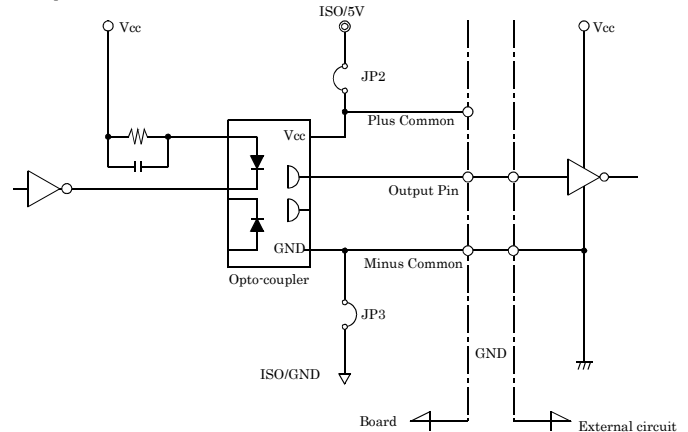 ISO/5V
Vcc
Vcc
JP2
Plus Common
Vcc
Output Pin
GND
Minus Common
Opto-coupler
JP3
GND
ISO/GND
Board
External circuit